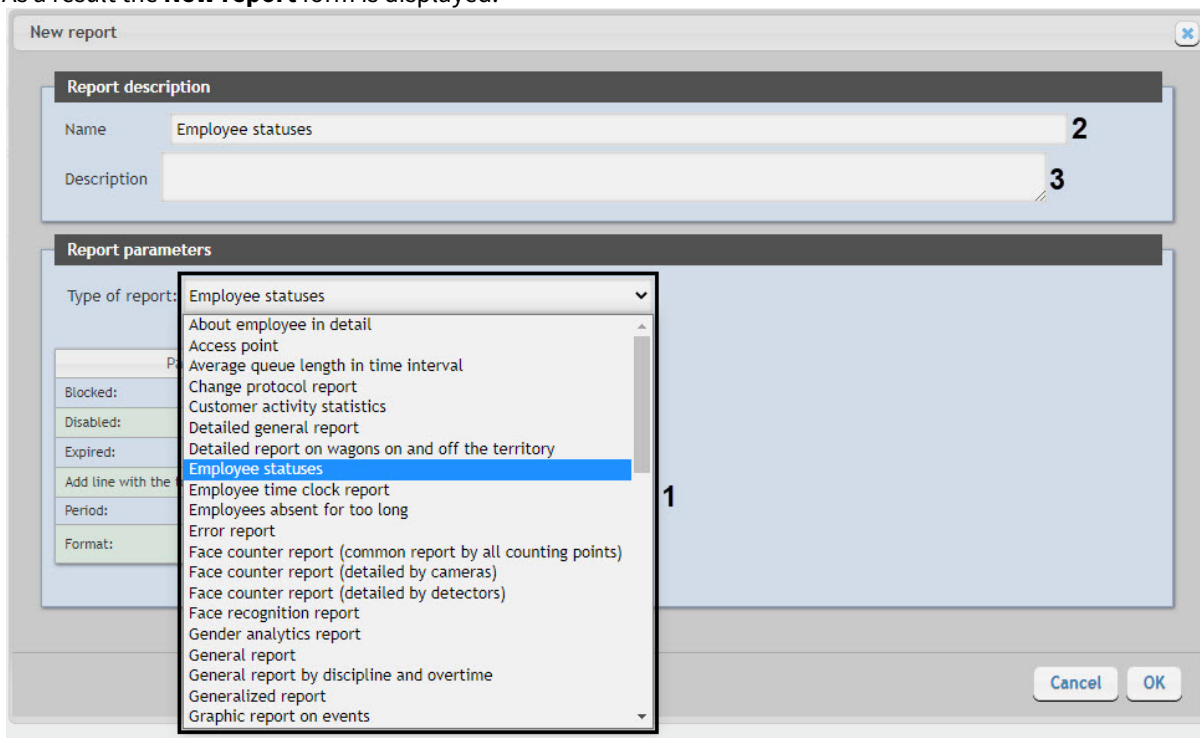 As a result the New report form is displayed:
New report
Report description
Name Employee statuses 2
Description 3
Report parameters
Type of report: Employee statuses
About employee in detail
Access point
Average queue length in time interval
Change protocol report
Blocked:
Customer activity statistics
Disabled:
Detailed general report
Expired:
Detailed report on wagons on and off the territory
Employee statuses
Add line with the
Employee time clock report
1
Period:
Employees absent for too long
Error report
Format:
Face counter report (common report by all counting points)
Face counter report (detailed by cameras)
Face counter report (detailed by detectors)
Face recognition report
Gender analytics report
General report
General report by discipline and overtime
Generalized report
Graphic report on events
Cancel OK